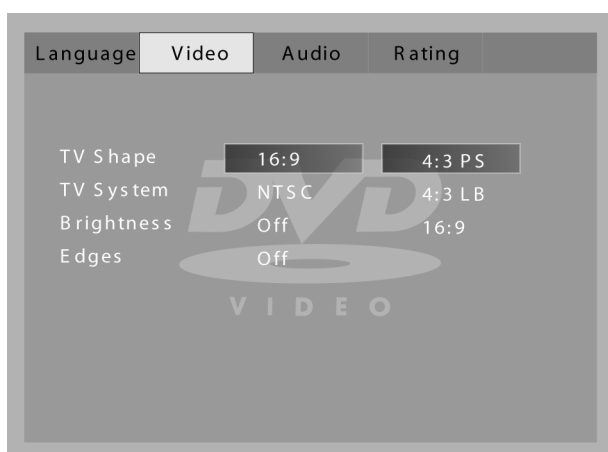 Language Video Audio Rating
TV Shape 16:9 4:3 PS
TV System NTSC 4:3 LB
Brightness Off 16:9
Edges Off
DVD
VIDEO